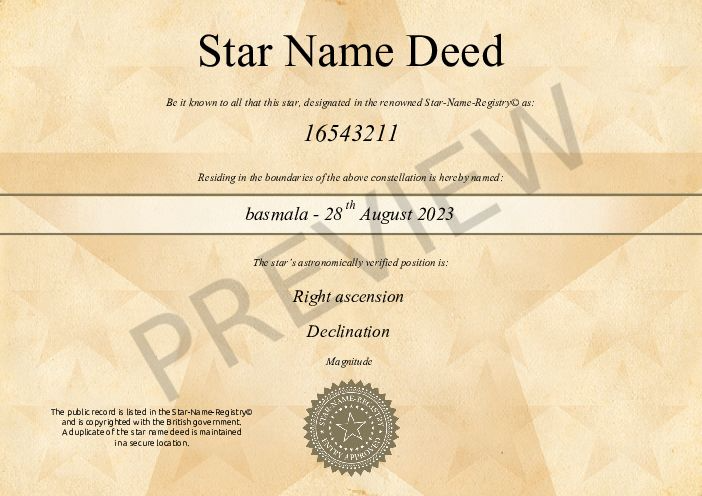 Star Name Deed
Be it known to all that this star, designated in the renowned Star-Name-Registry© as:
16543211
Residing in the boundaries of the above constellation is hereby named:
basmala - 28th August 2023
The star's astronomically verified position is:
Right ascension
Declination
Magnitude
PREVIEW
The public record is listed in the Star-Name-Registry©
and is copyrighted with the British government.
A duplicate of the star name deed is maintained
in a secure location.
STAR-NAME-REGISTRY
ENTRY APPROVED